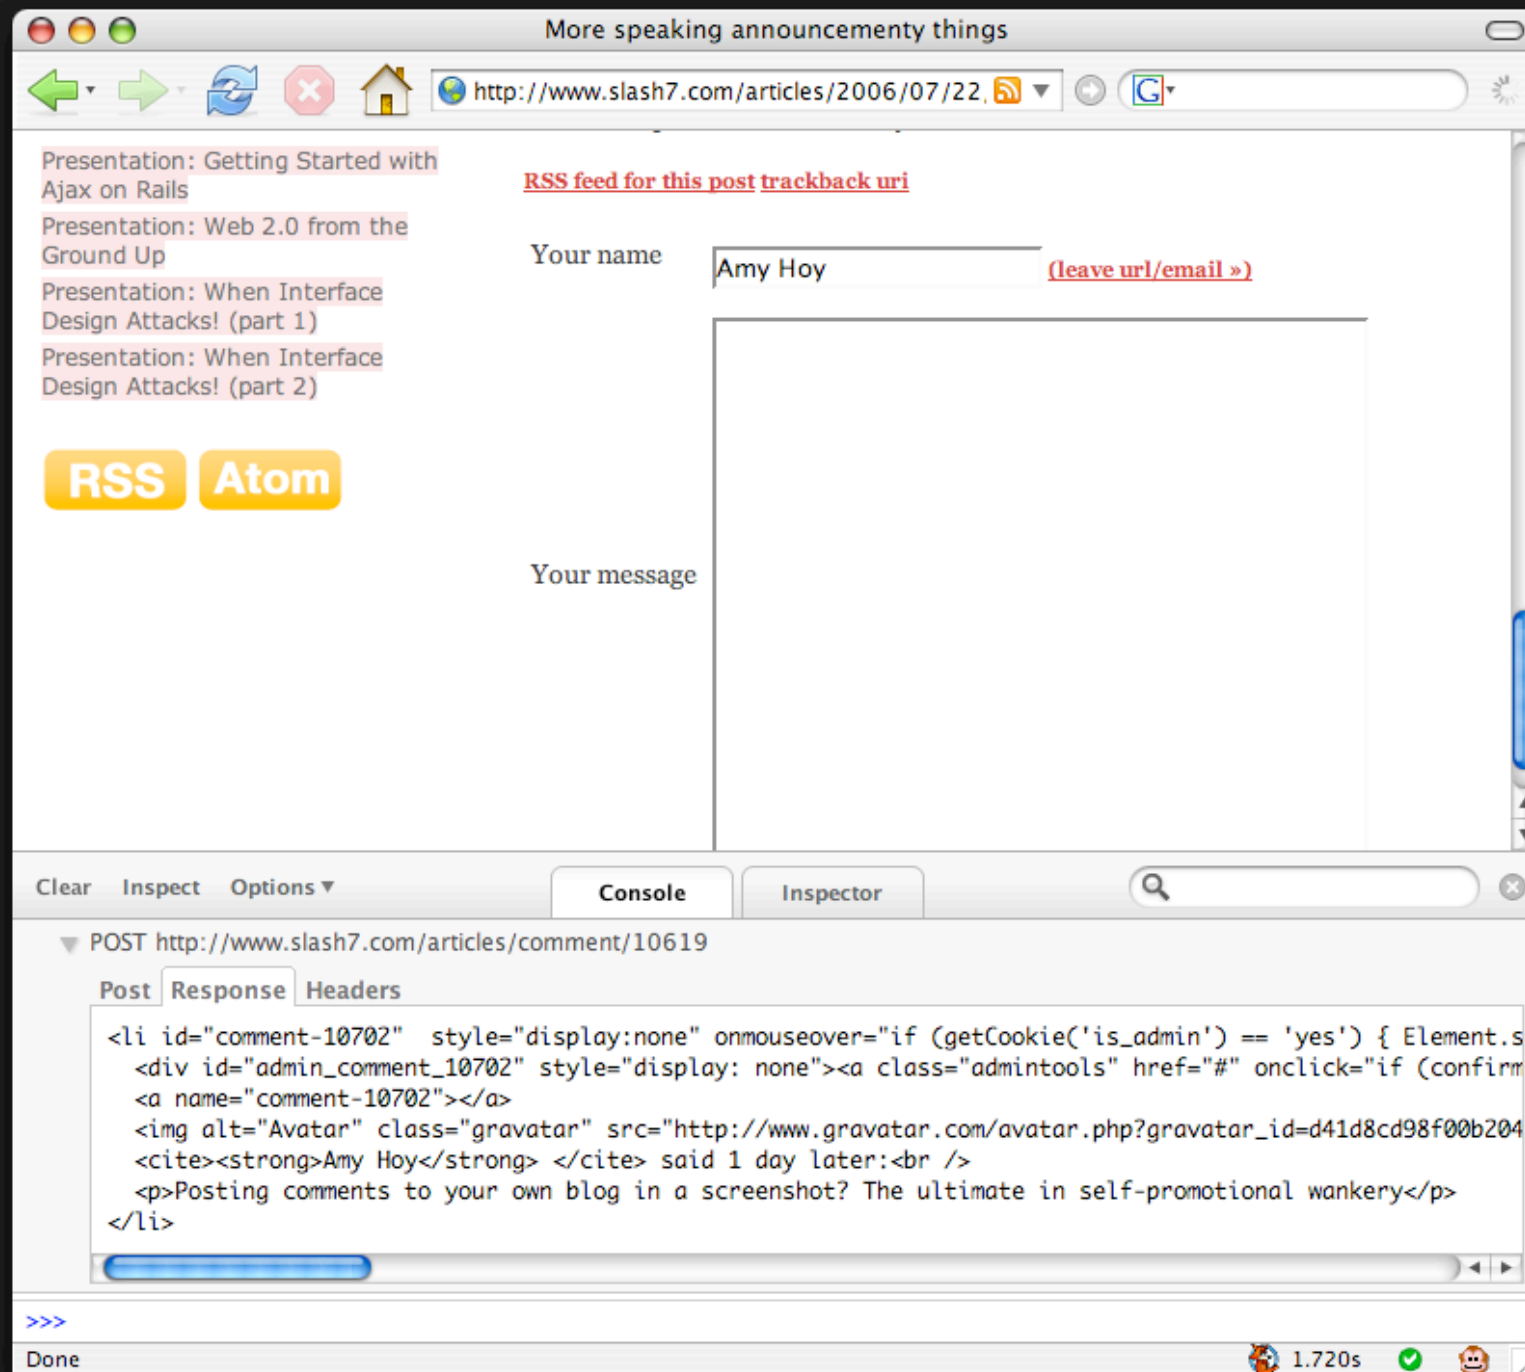 More speaking announcementy things
http://www.slash7.com/articles/2006/07/22,
G
Presentation: Getting Started with
Ajax on Rails
Presentation: Web 2.0 from the
Ground Up
Presentation: When Interface
Design Attacks! (part 1)
Presentation: When Interface
Design Attacks! (part 2)
RSS Atom
RSS feed for this post trackback uri
Your name
Amy Hoy
(leave url/email »)
Your message
Clear Inspect Options
Console Inspector
POST http://www.slash7.com/articles/comment/10619
Post Response Headers
<li id="comment-10702"  style="display:none" onmouseover="if (getCookie('is_admin') == 'yes') { Element.s
<div id="admin_comment_10702" style="display: none"><a class="admintools" href="#" onclick="if (confirm
<a name="comment-10702"></a>
<img alt="Avatar" class="gravatar" src="http://www.gravatar.com/avatar.php?gravatar_id=d41d8cd98f00b204
<cite><strong>Amy Hoy</strong> </cite> said 1 day later:<br />
<p>Posting comments to your own blog in a screenshot? The ultimate in self-promotional wankery</p>
</li>
>>>
Done
1.720s